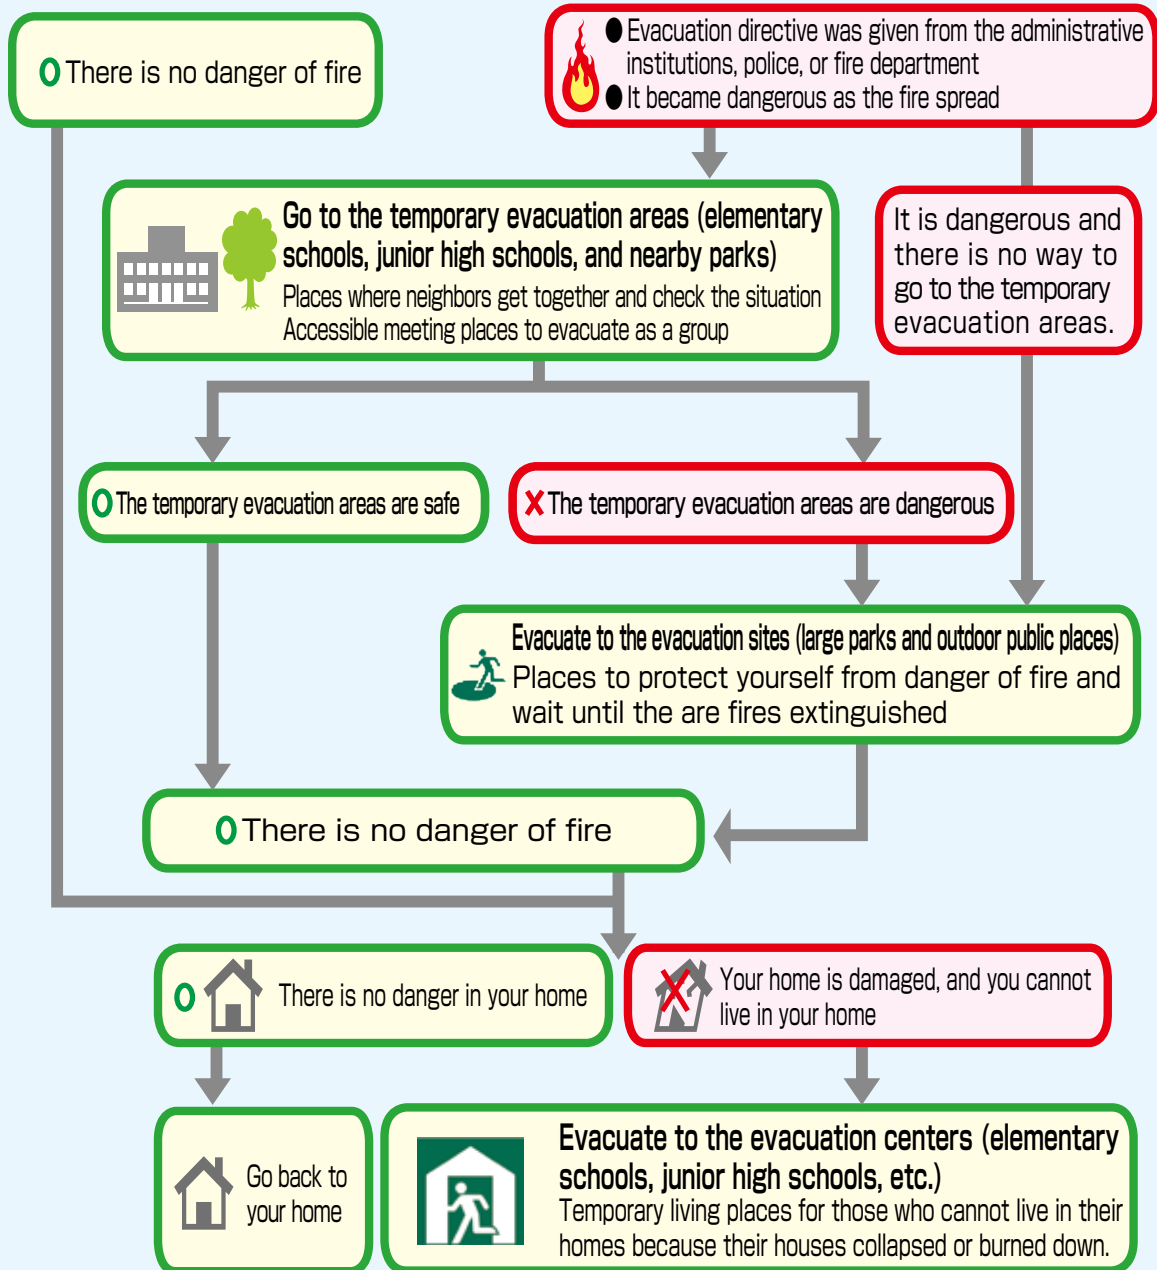 There is no danger of fire
● Evacuation directive was given from the administrative
institutions, police, or fire department
● It became dangerous as the fire spread
Go to the temporary evacuation areas (elementary
schools, junior high schools, and nearby parks)
Places where neighbors get together and check the situation
Accessible meeting places to evacuate as a group
It is dangerous and
there is no way to
go to the temporary
evacuation areas.
The temporary evacuation areas are safe
The temporary evacuation areas are dangerous
Evacuate to the evacuation sites (large parks and outdoor public places)
Places to protect yourself from danger of fire and
wait until the are fires extinguished
There is no danger of fire
There is no danger in your home
Your home is damaged, and you cannot
live in your home
Go back to
your home
Evacuate to the evacuation centers (elementary
schools, junior high schools, etc.)
Temporary living places for those who cannot live in their
homes because their houses collapsed or burned down.